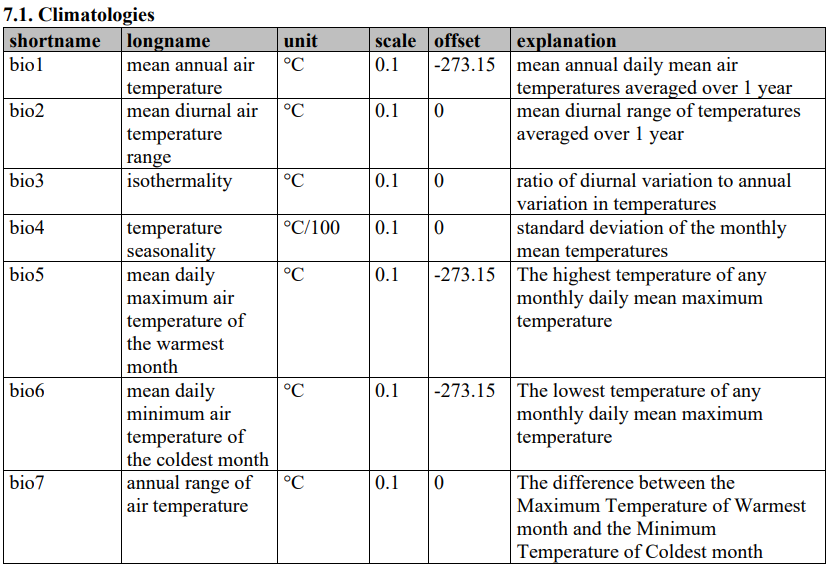 7.1. Climatologies
shortname longname unit scale offset explanation
bio1 mean annual air °C 0.1 -273.15 mean annual daily mean air
temperature temperatures averaged over 1 year
bio2 mean diurnal air °C 0.1 0 mean diurnal range of temperatures
temperature averaged over 1 year
range
bio3 isothermality °C 0.1 0 ratio of diurnal variation to annual
variation in temperatures
bio4 temperature °C/100 0.1 0 standard deviation of the monthly
seasonality mean temperatures
bio5 mean daily °C 0.1 -273.15 The highest temperature of any
maximum air monthly daily mean maximum
temperature of temperature
the warmest
month
bio6 mean daily °C 0.1 -273.15 The lowest temperature of any
minimum air monthly daily mean maximum
temperature of temperature
the coldest month
bio7 annual range of °C 0.1 0 The difference between the
air temperature Maximum Temperature of Warmest
month and the Minimum
Temperature of Coldest month